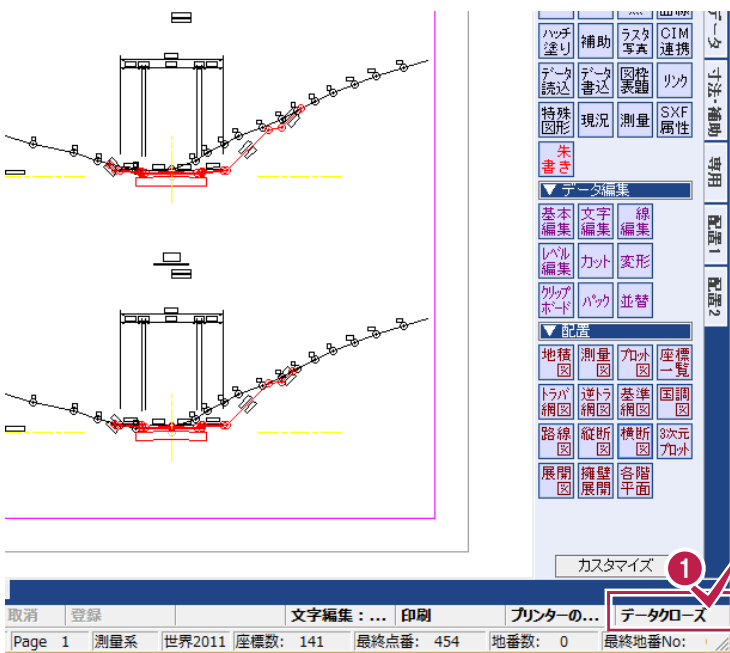 ハッチ塗り 補助 ラスタ写真 CIM連携
データ読込 データ書込 図枠表題 リンク
特殊図形 現況 測量 SXF属性
朱書き
▼ データ編集
基本編集 文字編集 線編集
レベル編集 カット 変形
クリップボード パック 並替
▼ 配置
地積図 測量図 プロット図 座標一覧
トラバ網図 逆トラ網図 基準網図 国調図
路線図 縦断図 横断図 3次元プロット
展開図 擁壁展開 各階平面
カスタマイズ
データ
寸法・補助
専用
配置1
配置2
1
取消 登録 文字編集：... 印刷 プリンターの... データクローズ
Page 1 測量系 世界2011 座標数: 141 最終点番: 454 地番数: 0 最終地番No: